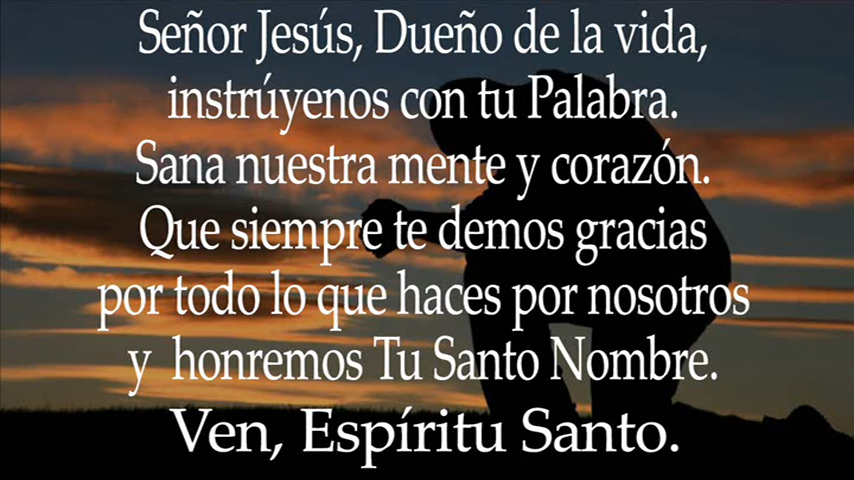 Señor Jesús, Dueño de la vida,
instrúyenos con tu Palabra.
Sana nuestra mente y corazón.
Que siempre te demos gracias
por todo lo que haces por nosotros
y honremos Tu Santo Nombre.
Ven, Espíritu Santo.